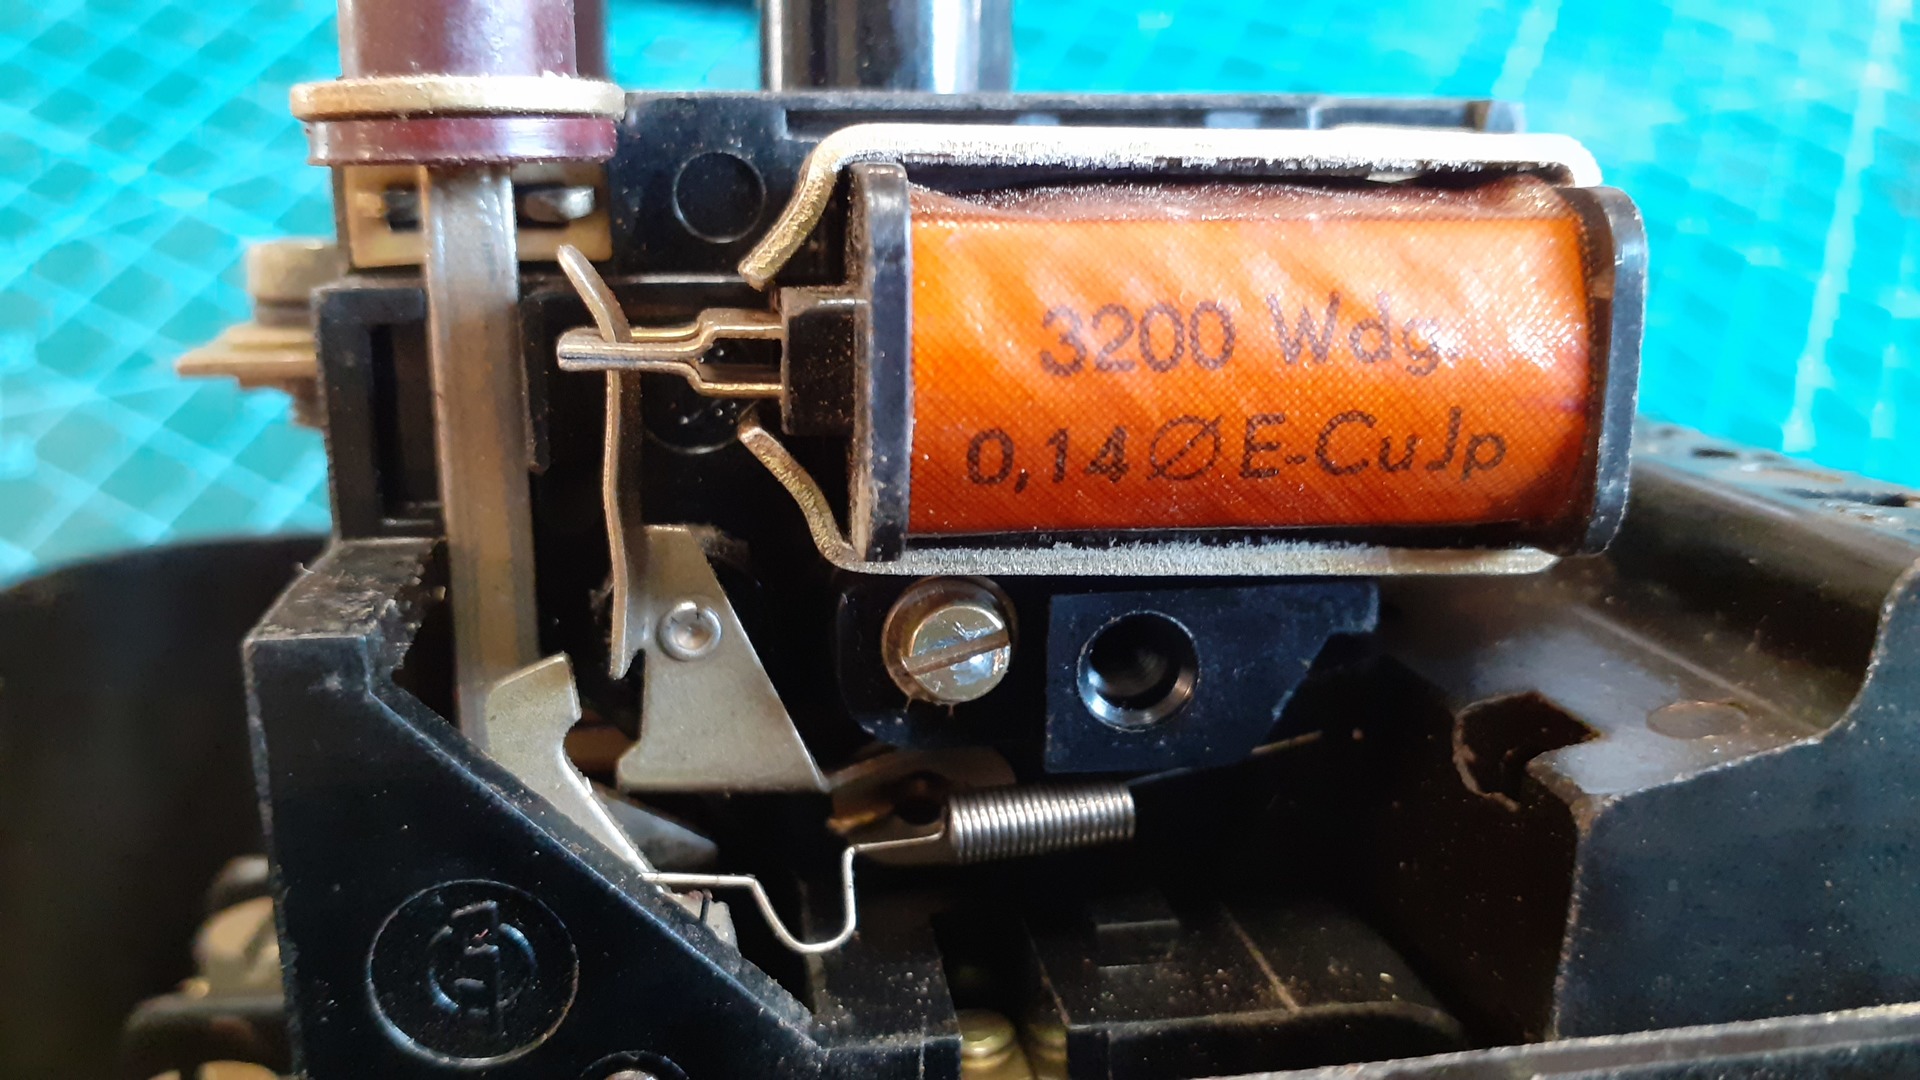 3200 Wdg.
0,14 Ø E-CuJp